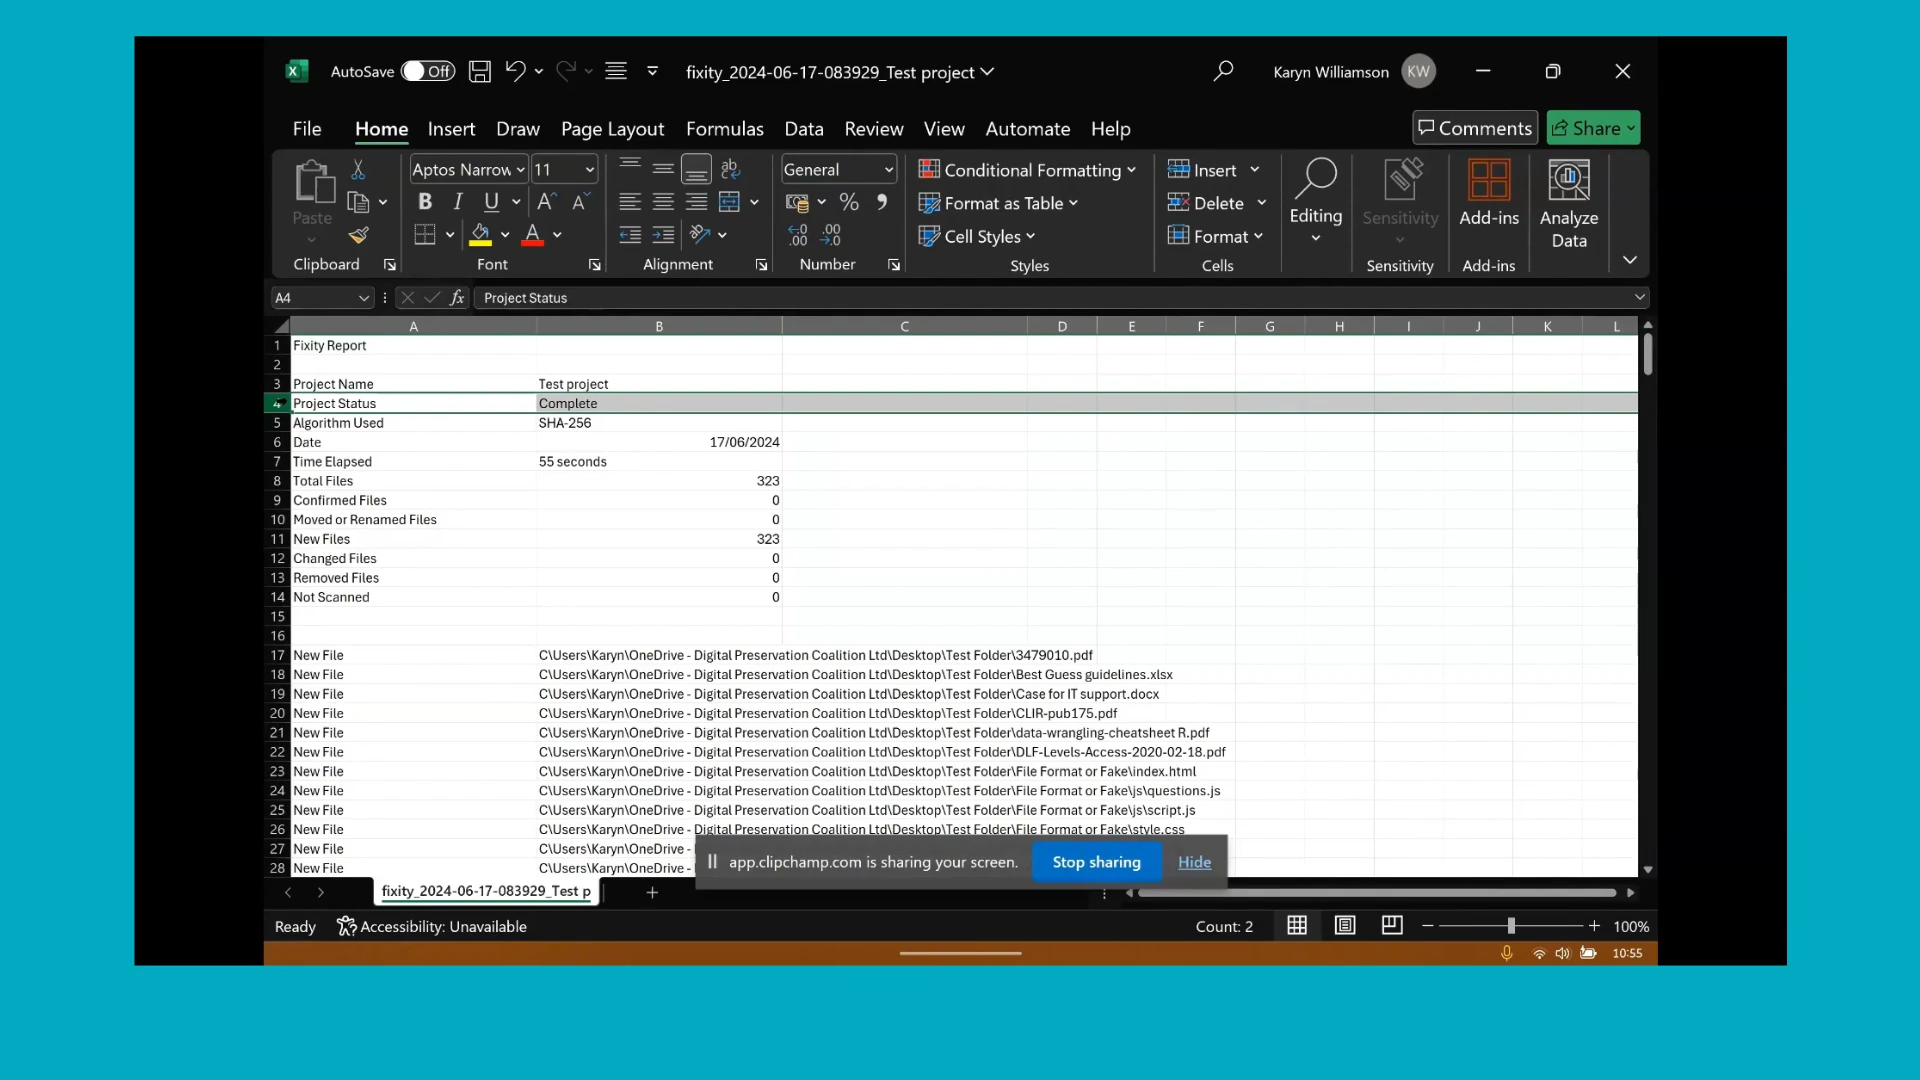 AutoSave Off fixity_2024-06-17-083929_Test project Karyn Williamson KW
File Home Insert Draw Page Layout Formulas Data Review View Automate Help Comments Share
Paste
Clipboard
Aptos Narrow 11
B I U A A
A
Font
ab
Alignment
General
% 9
.00 .00
Number
Conditional Formatting
Format as Table
Cell Styles
Styles
Insert
Delete
Format
Cells
Editing
Sensitivity
Sensitivity
Add-ins
Add-ins
Analyze
Data
A4 fx Project Status
A B C D E F G H I J K L
1 Fixity Report
2
3 Project Name Test project
4 Project Status Complete
5 Algorithm Used SHA-256
6 Date 17/06/2024
7 Time Elapsed 55 seconds
8 Total Files 323
9 Confirmed Files 0
10 Moved or Renamed Files 0
11 New Files 323
12 Changed Files 0
13 Removed Files 0
14 Not Scanned 0
15
16
17 New File C\Users\Karyn\OneDrive - Digital Preservation Coalition Ltd\Desktop\Test Folder\3479010.pdf
18 New File C\Users\Karyn\OneDrive - Digital Preservation Coalition Ltd\Desktop\Test Folder\Best Guess guidelines.xlsx
19 New File C\Users\Karyn\OneDrive - Digital Preservation Coalition Ltd\Desktop\Test Folder\Case for IT support.docx
20 New File C\Users\Karyn\OneDrive - Digital Preservation Coalition Ltd\Desktop\Test Folder\CLIR-pub175.pdf
21 New File C\Users\Karyn\OneDrive - Digital Preservation Coalition Ltd\Desktop\Test Folder\data-wrangling-cheatsheet R.pdf
22 New File C\Users\Karyn\OneDrive - Digital Preservation Coalition Ltd\Desktop\Test Folder\DLF-Levels-Access-2020-02-18.pdf
23 New File C\Users\Karyn\OneDrive - Digital Preservation Coalition Ltd\Desktop\Test Folder\File Format or Fake\index.html
24 New File C\Users\Karyn\OneDrive - Digital Preservation Coalition Ltd\Desktop\Test Folder\File Format or Fake\js\questions.js
25 New File C\Users\Karyn\OneDrive - Digital Preservation Coalition Ltd\Desktop\Test Folder\File Format or Fake\js\script.js
26 New File C\Users\Karyn\OneDrive - Digital Preservation Coalition Ltd\Desktop\Test Folder\File Format or Fake\style.css
27 New File C\Users\Karyn\OneDrive -
28 New File C\Users\Karyn\OneDrive -
app.clipchamp.com is sharing your screen. Stop sharing Hide
fixity_2024-06-17-083929_Test p
Ready Accessibility: Unavailable Count: 2 100%
10:55